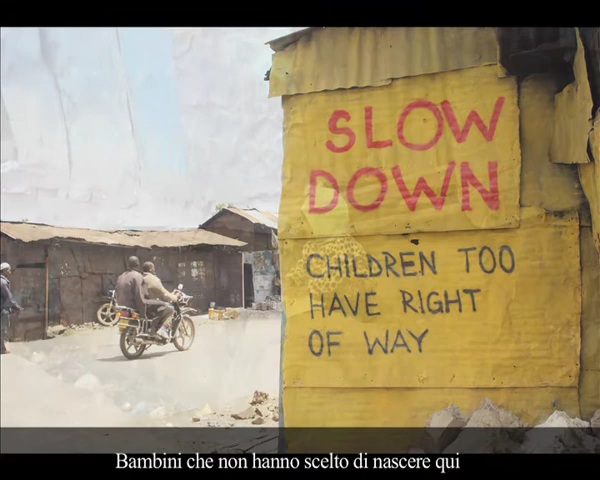 SLOW
DOWN
CHILDREN TOO
HAVE RIGHT
OF WAY
Bambini che non hanno scelto di nascere qui